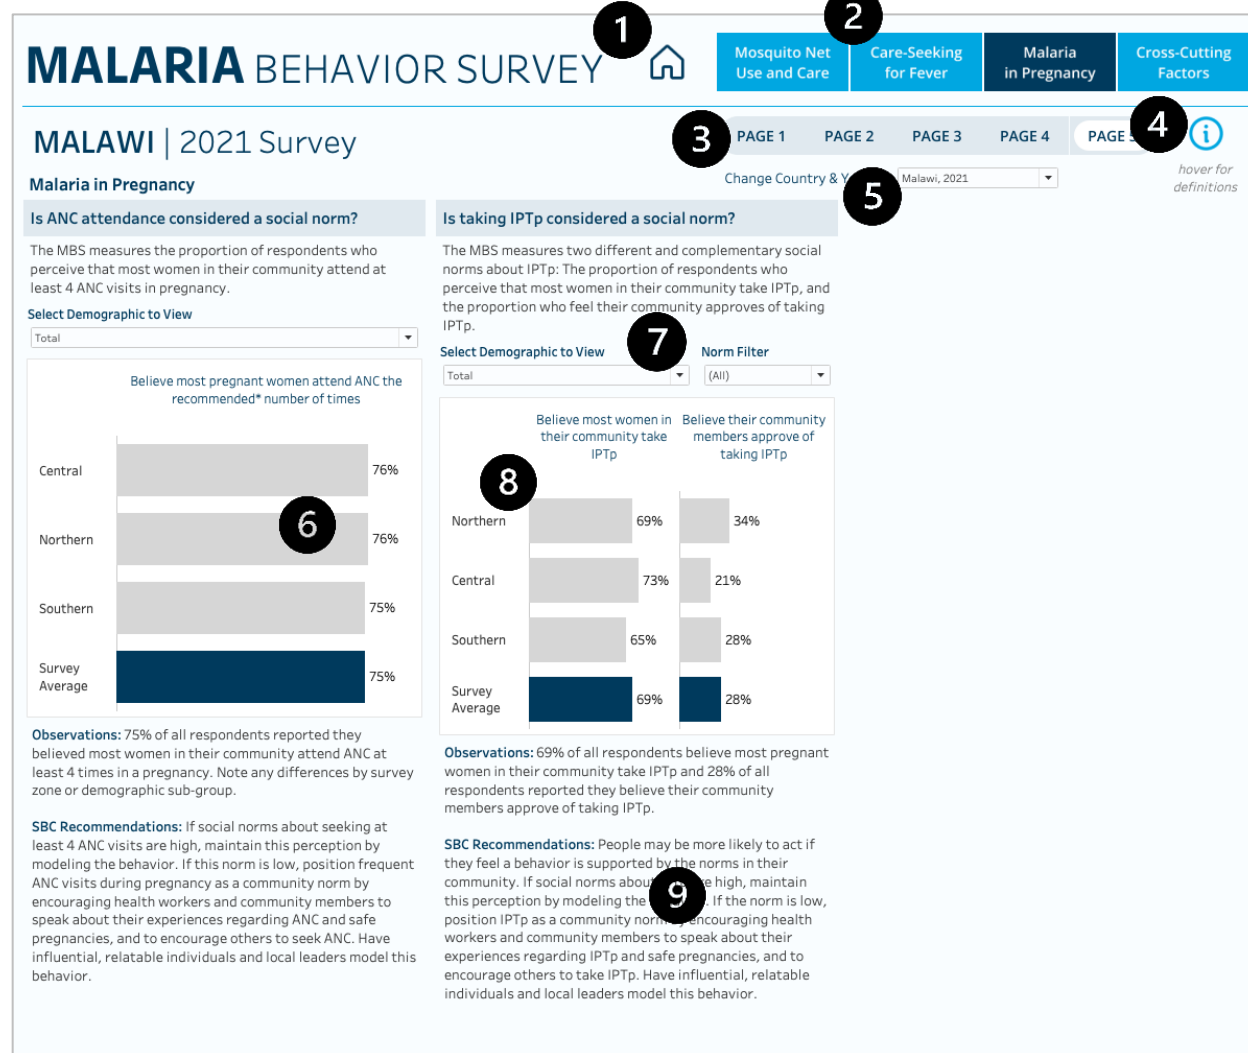 1
2
MALARIA BEHAVIOR SURVEY
Mosquito Net
Use and Care
Care-Seeking
for Fever
Malaria
in Pregnancy
Cross-Cutting
Factors
MALAWI | 2021 Survey
3
PAGE 1
PAGE 2
PAGE 3
PAGE 4
PAGE
4
i
hover for
definitions
Change Country &
5
Malawi, 2021
Malaria in Pregnancy
Is ANC attendance considered a social norm?
The MBS measures the proportion of respondents who
perceive that most women in their community attend at
least 4 ANC visits in pregnancy.
Select Demographic to View
Total
Believe most pregnant women attend ANC the
recommended* number of times
Central
76%
6
Northern
76%
Southern
75%
Survey
Average
75%
Observations: 75% of all respondents reported they
believed most women in their community attend ANC at
least 4 times in a pregnancy. Note any differences by survey
zone or demographic sub-group.
SBC Recommendations: If social norms about seeking at
least 4 ANC visits are high, maintain this perception by
modeling the behavior. If this norm is low, position frequent
ANC visits during pregnancy as a community norm by
encouraging health workers and community members to
speak about their experiences regarding ANC and safe
pregnancies, and to encourage others to seek ANC. Have
influential, relatable individuals and local leaders model this
behavior.
Is taking IPTp considered a social norm?
The MBS measures two different and complementary social
norms about IPTp: The proportion of respondents who
perceive that most women in their community take IPTp, and
the proportion who feel their community approves of taking
IPTp.
7
Select Demographic to View
Norm Filter
Total
(All)
Believe most women in
their community take
IPTp
Believe their community
members approve of
taking IPTp
8
Northern
69%
34%
Central
73%
21%
Southern
65%
28%
Survey
Average
69%
28%
Observations: 69% of all respondents believe most pregnant
women in their community take IPTp and 28% of all
respondents reported they believe their community
members approve of taking IPTp.
SBC Recommendations: People may be more likely to act if
they feel a behavior is supported by the norms in their
community. If social norms about high, maintain
this perception by modeling the If the norm is low,
position IPTp as a community norm encouraging health
workers and community members to speak about their
experiences regarding IPTp and safe pregnancies, and to
encourage others to take IPTp. Have influential, relatable
individuals and local leaders model this behavior.
9